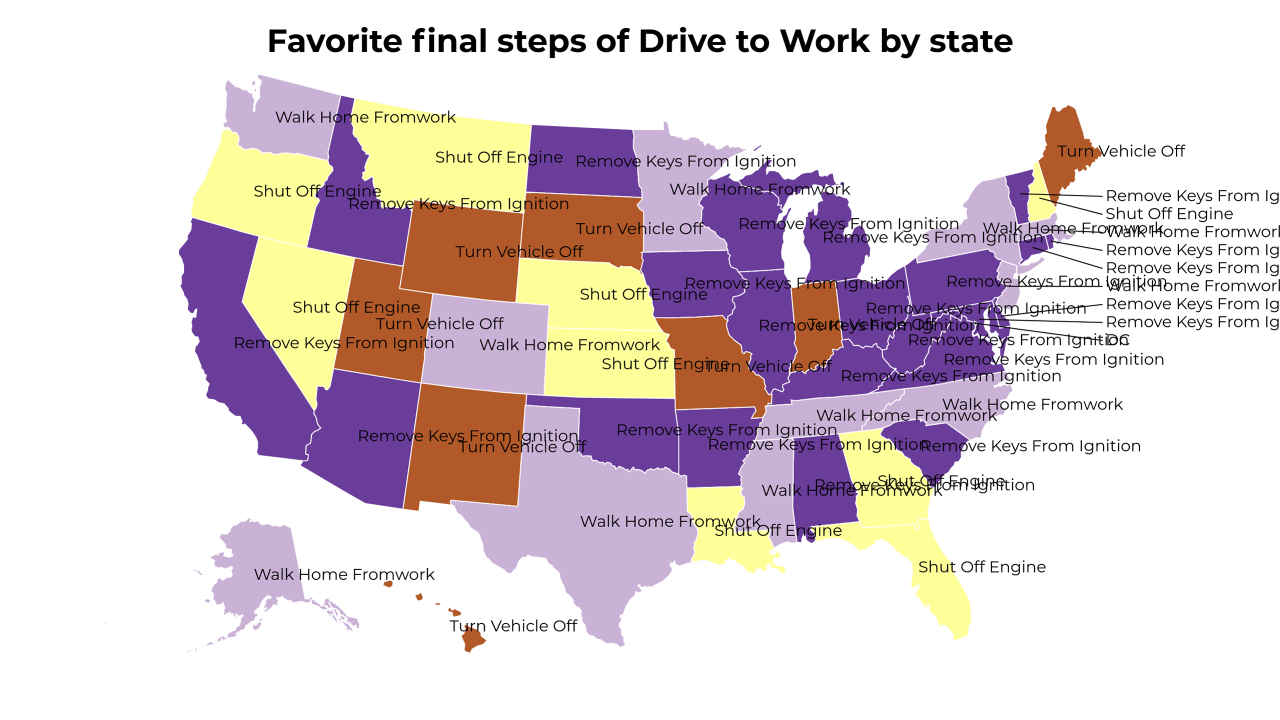 Favorite final steps of Drive to Work by state
Walk Home Fromwork
Turn Vehicle Off
Shut Off Engine
Remove Keys From Ignition
Walk Home Fromwork
Shut Off Engine
Remove Keys From Ignition
Remove Keys From Ig
Shut Off Engine
Remove Keys From Ignition
Turn Vehicle Off
Walk Home Fromwork
Walk Home Fromwork
Remove Keys From Ignition
Remove Keys From Ig
Turn Vehicle Off
Remove Keys From Ig
Remove Keys From Ignition
Remove Keys From Ignition
Walk Home Fromwork
Shut Off Engine
Remove Keys From Ig
Shut Off Engine
Remove Keys From Ignition
Remove Keys From Ig
Turn Vehicle Off
Remove Keys From Ignition
Turn Vehicle Off
Remove Keys From Ignition
Walk Home Fromwork
Remove Keys From Ignition
DC
Remove Keys From Ignition
Shut Off Engine
Turn Vehicle Off
Remove Keys From Ignition
Walk Home Fromwork
Walk Home Fromwork
Remove Keys From Ignition
Remove Keys From Ignition
Turn Vehicle Off
Remove Keys From Ignition
Remove Keys From Ignition
Shut Off Engine
Remove Keys From Ignition
Walk Home Fromwork
Walk Home Fromwork
Shut Off Engine
Shut Off Engine
Walk Home Fromwork
Turn Vehicle Off